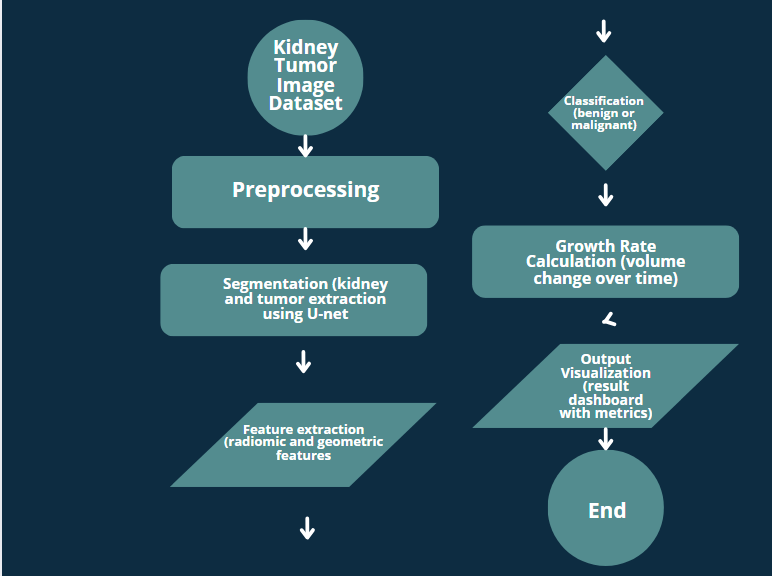 Kidney
Tumor
Image
Dataset
Preprocessing
Segmentation (kidney
and tumor extraction
using U-net
Feature extraction
(radiomic and geometric
features
Classification
(benign or
malignant)
Growth Rate
Calculation (volume
change over time)
Output
Visualization
(result
dashboard
with metrics)
End